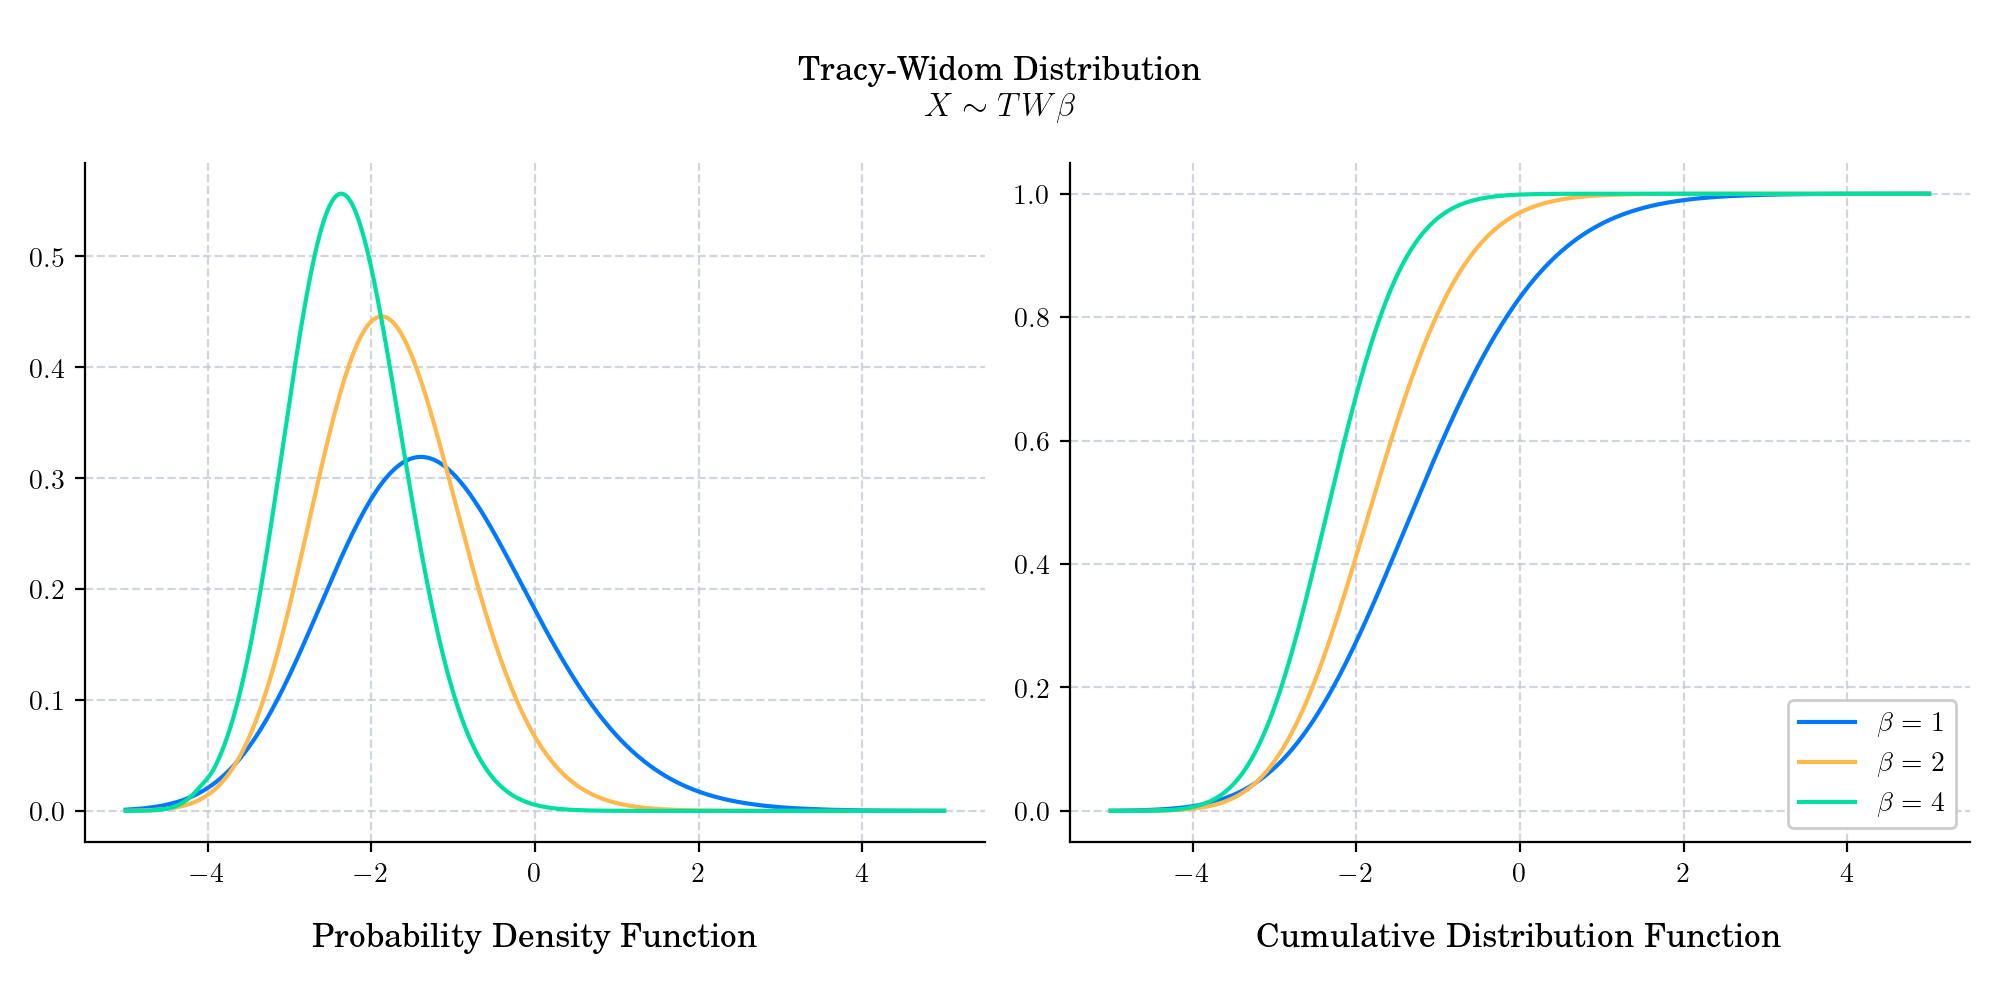 Tracy-Widom Distribution
X ∼ TWβ
0.5
0.4
0.3
0.2
0.1
0.0
−4 −2 0 2 4
Probability Density Function
1.0
0.8
0.6
0.4
0.2
0.0
−4 −2 0 2 4
β = 1
β = 2
β = 4
Cumulative Distribution Function